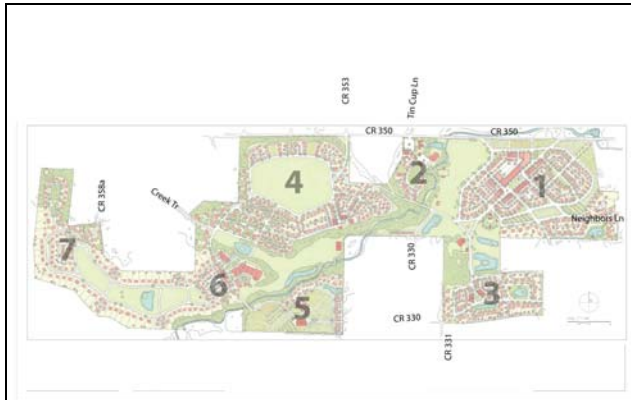 CR 353
Tin Cup Ln
CR 350
CR 350
4
2
1
CR 358a
Creek Tr
Neighbors Ln
7
6
CR 330
3
5
CR 330
CR 331